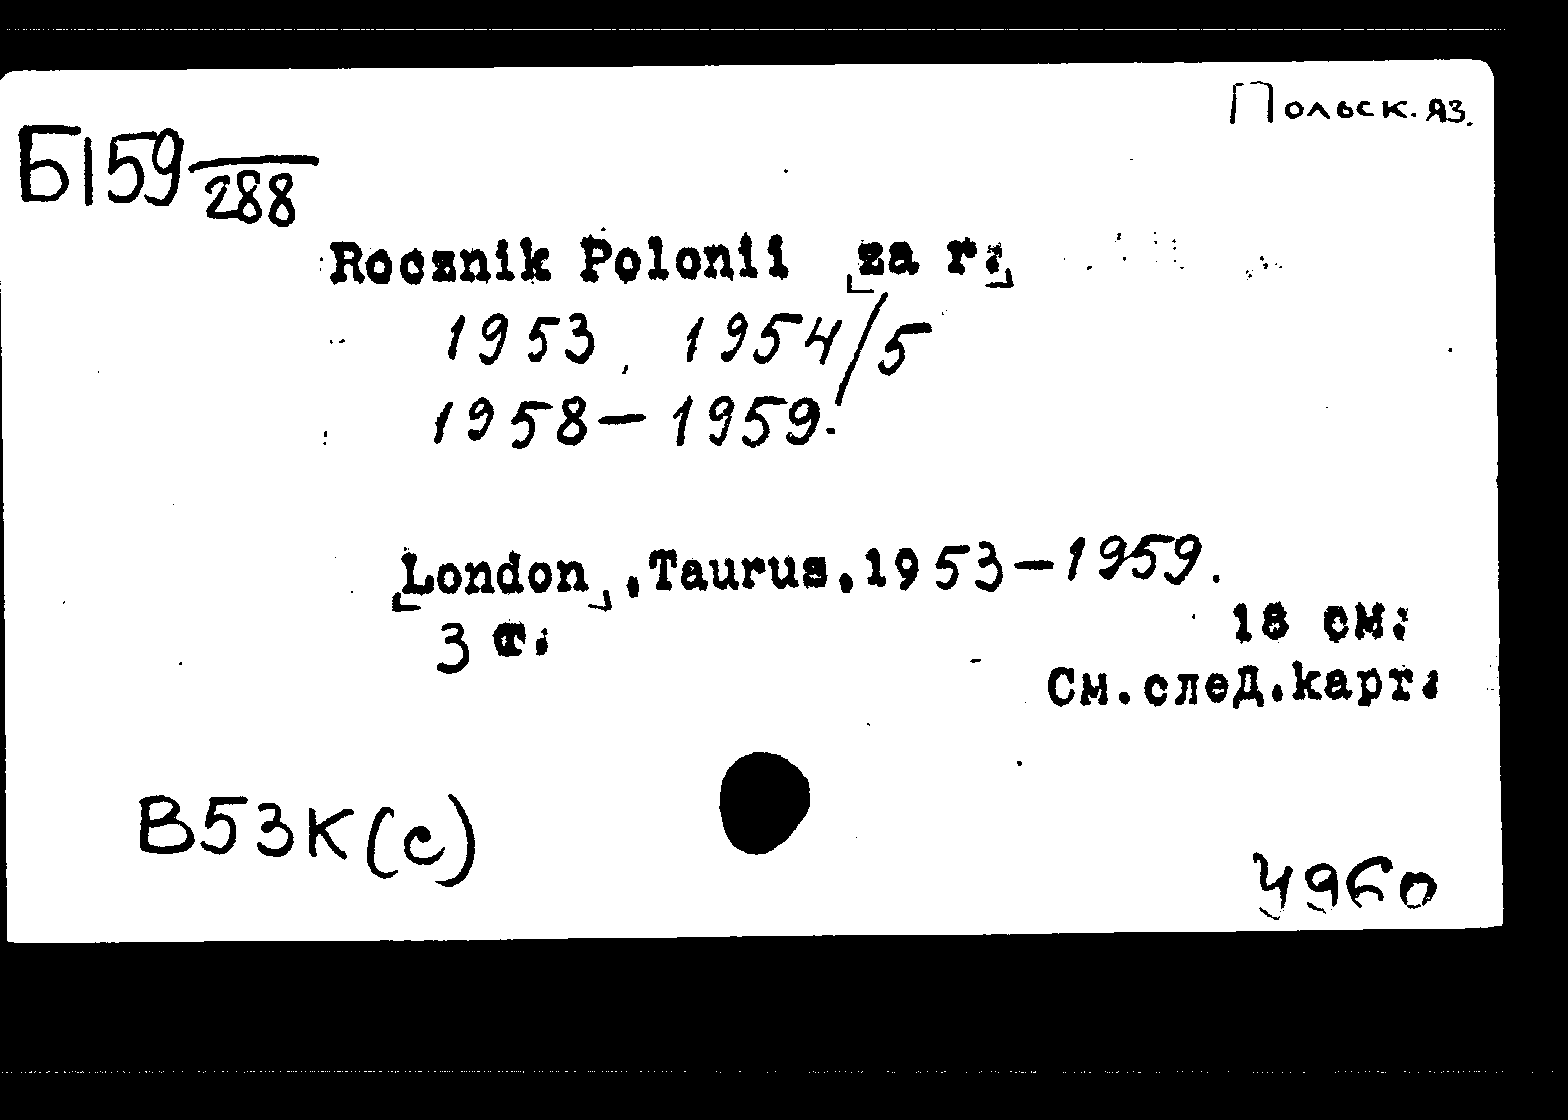 Польск. яз.
Б159
288
Rocznik Polonii [za r.]
1953, 1954/5
1958-1959.
[London], Taurus, 1953-1959.
3 т.
18 см.
См.след.карт.
В53К(с)
4960